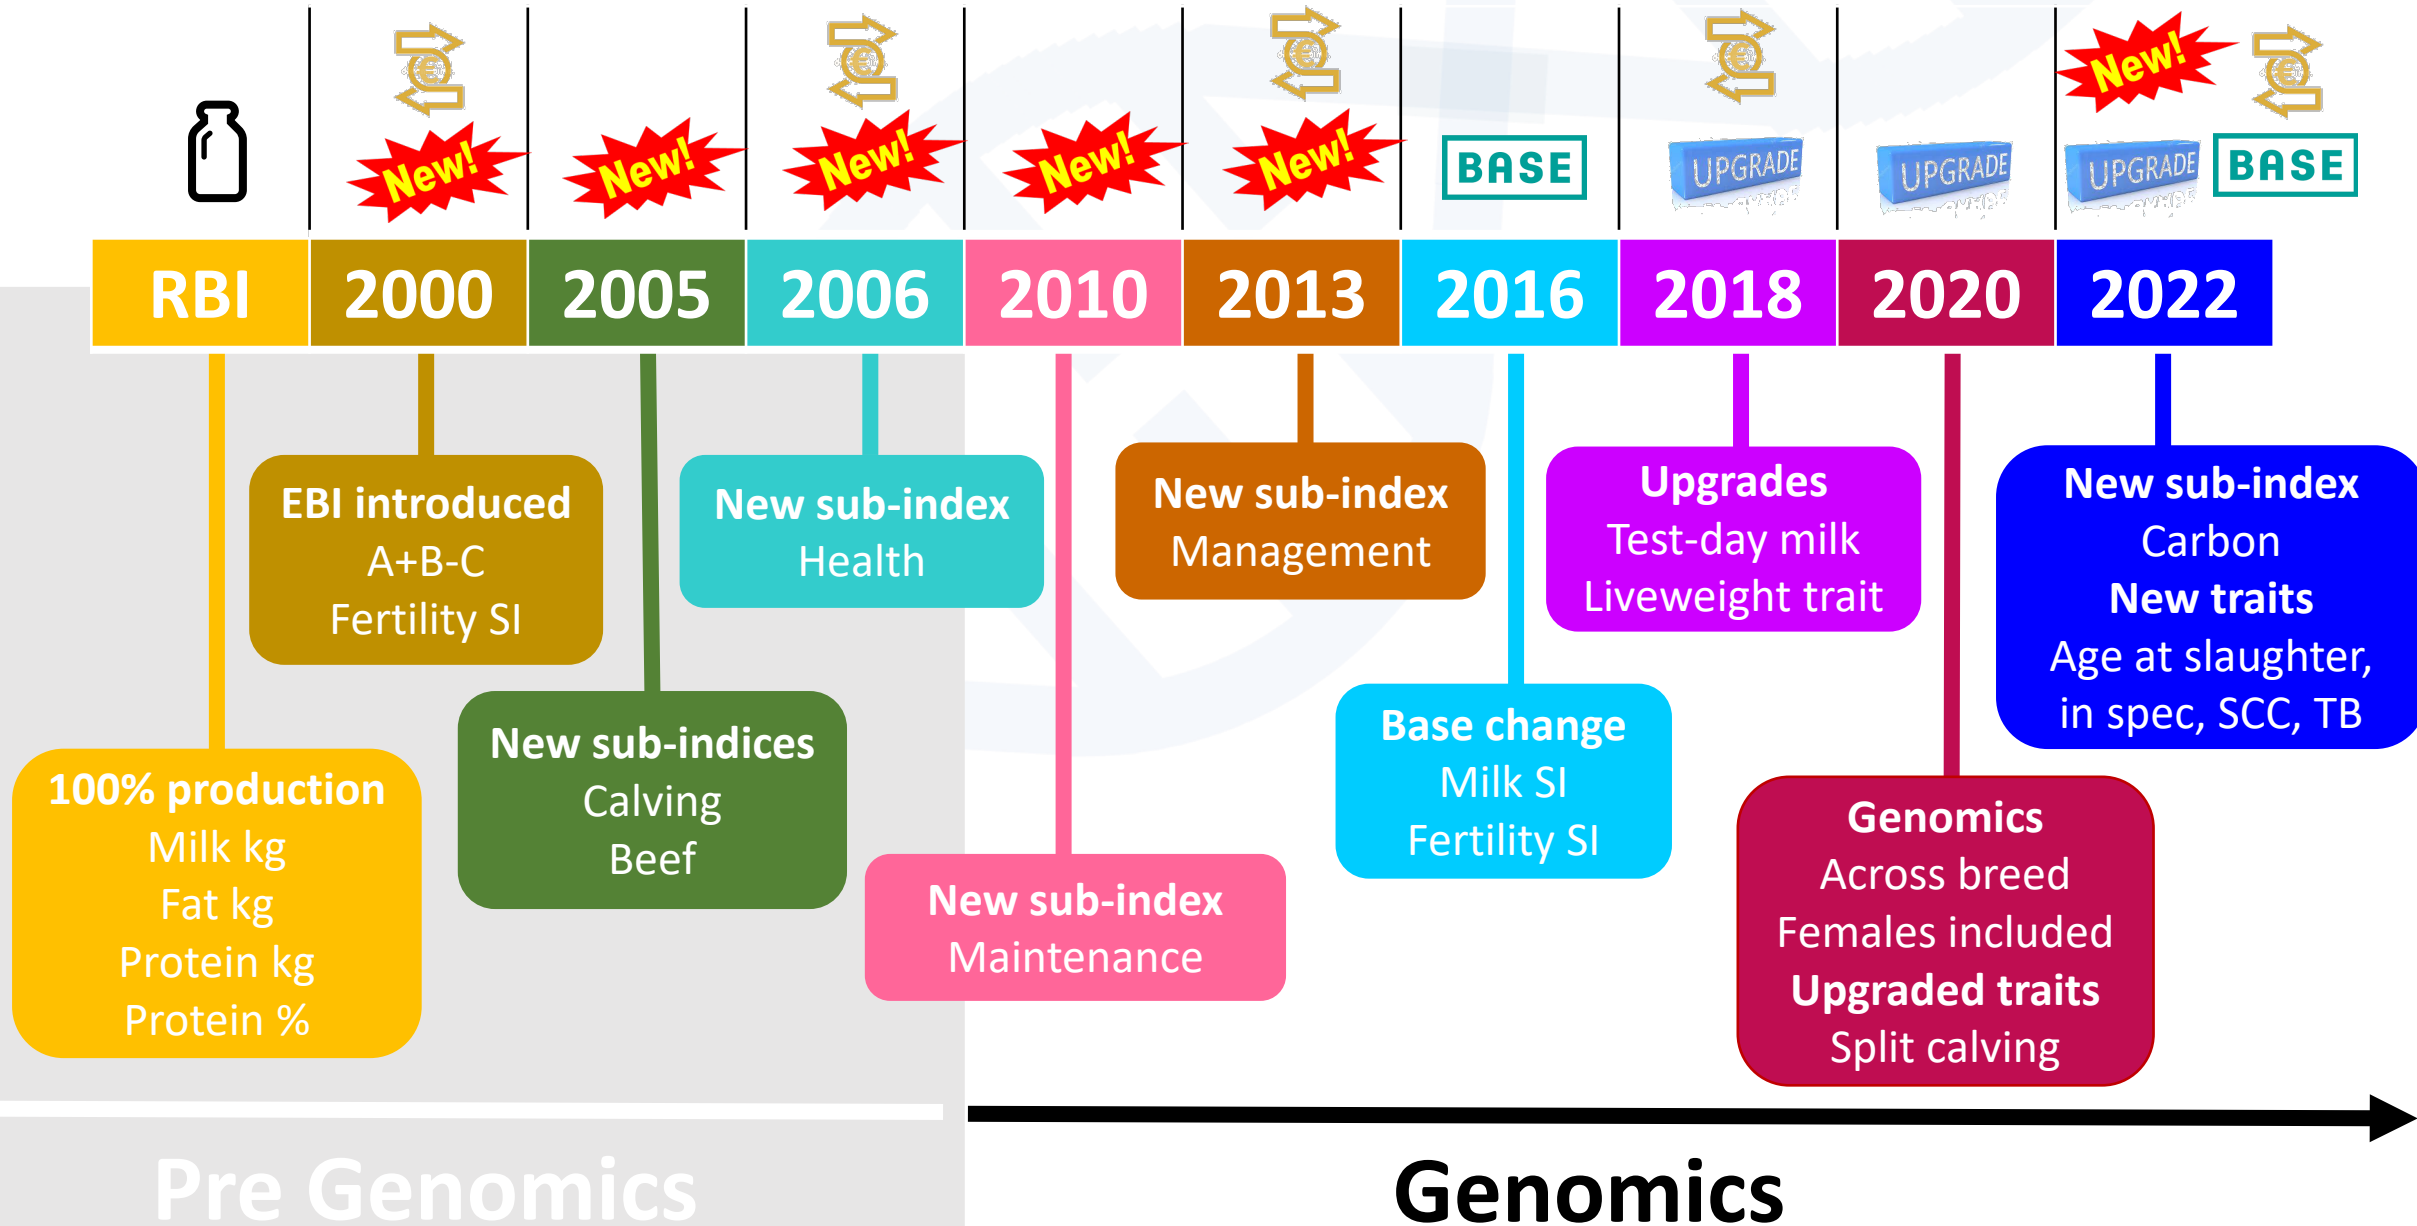 New!
New!
New!
New!
New!
BASE
UPGRADE
UPGRADE
New!
UPGRADE
BASE
RBI
2000
2005
2006
2010
2013
2016
2018
2020
2022
100% production
Milk kg
Fat kg
Protein kg
Protein %
EBI introduced
A+B-C
Fertility SI
New sub-indices
Calving
Beef
New sub-index
Health
New sub-index
Maintenance
New sub-index
Management
Base change
Milk SI
Fertility SI
Upgrades
Test-day milk
Liveweight trait
Genomics
Across breed
Females included
Upgraded traits
Split calving
New sub-index
Carbon
New traits
Age at slaughter,
in spec, SCC, TB
Pre Genomics
Genomics